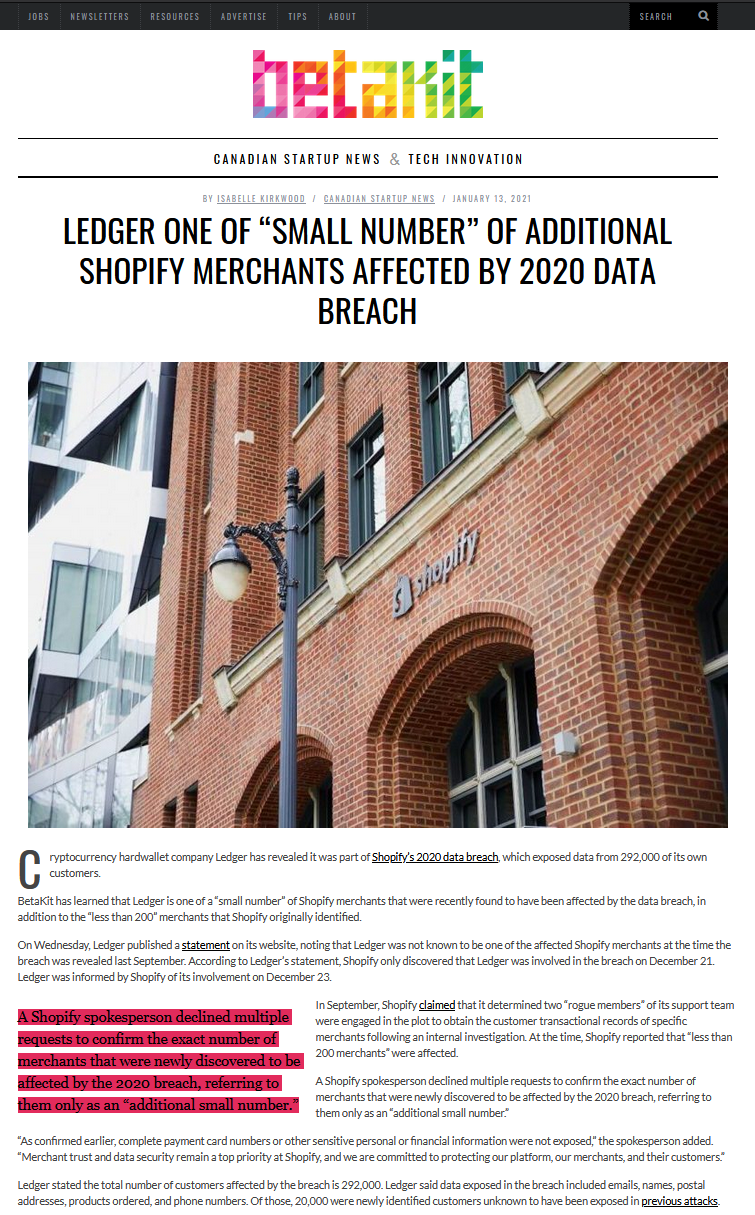 JOBS NEWSLETTERS RESOURCES ADVERTISE TIPS ABOUT SEARCH
betakit
CANADIAN STARTUP NEWS & TECH INNOVATION
BY ISABELLE KIRKWOOD / CANADIAN STARTUP NEWS / JANUARY 13, 2021
LEDGER ONE OF “SMALL NUMBER” OF ADDITIONAL
SHOPIFY MERCHANTS AFFECTED BY 2020 DATA
BREACH
shopify
Cryptocurrency hardwallet company Ledger has revealed it was part of Shopify’s 2020 data breach, which exposed data from 292,000 of its own
customers.
BetaKit has learned that Ledger is one of a “small number” of Shopify merchants that were recently found to have been affected by the data breach, in
addition to the “less than 200” merchants that Shopify originally identified.
On Wednesday, Ledger published a statement on its website, noting that Ledger was not known to be one of the affected Shopify merchants at the time the
breach was revealed last September. According to Ledger’s statement, Shopify only discovered that Ledger was involved in the breach on December 21.
Ledger was informed by Shopify of its involvement on December 23.
A Shopify spokesperson declined multiple
requests to confirm the exact number of
merchants that were newly discovered to be
affected by the 2020 breach, referring to
them only as an “additional small number.”
In September, Shopify claimed that it determined two “rogue members” of its support team
were engaged in the plot to obtain the customer transactional records of specific
merchants following an internal investigation. At the time, Shopify reported that “less than
200 merchants” were affected.
A Shopify spokesperson declined multiple requests to confirm the exact number of
merchants that were newly discovered to be affected by the 2020 breach, referring to
them only as an “additional small number.”
“As confirmed earlier, complete payment card numbers or other sensitive personal or financial information were not exposed,” the spokesperson added.
“Merchant trust and data security remain a top priority at Shopify, and we are committed to protecting our platform, our merchants, and their customers.”
Ledger stated the total number of customers affected by the breach is 292,000. Ledger said data exposed in the breach included emails, names, postal
addresses, products ordered, and phone numbers. Of those, 20,000 were newly identified customers unknown to have been exposed in previous attacks.